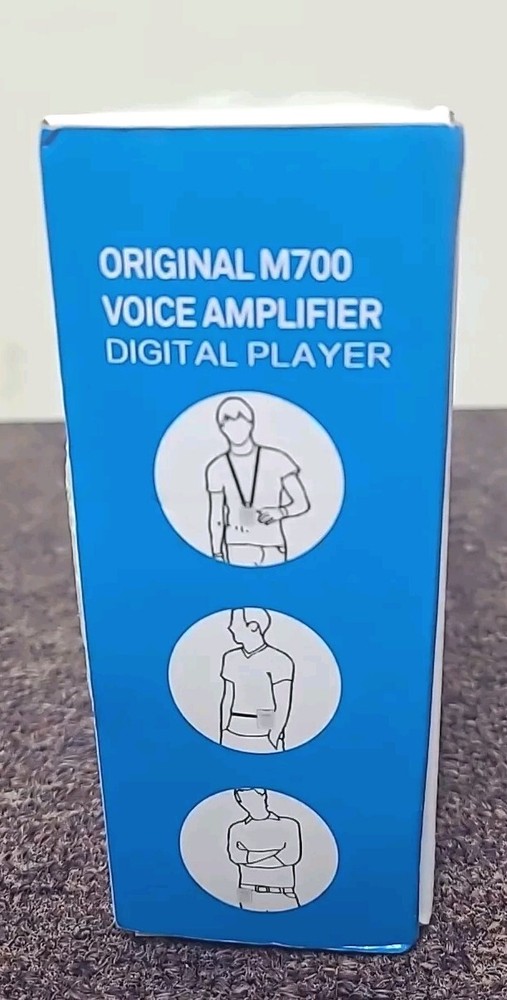 ORIGINAL M700
VOICE AMPLIFIER
DIGITAL PLAYER